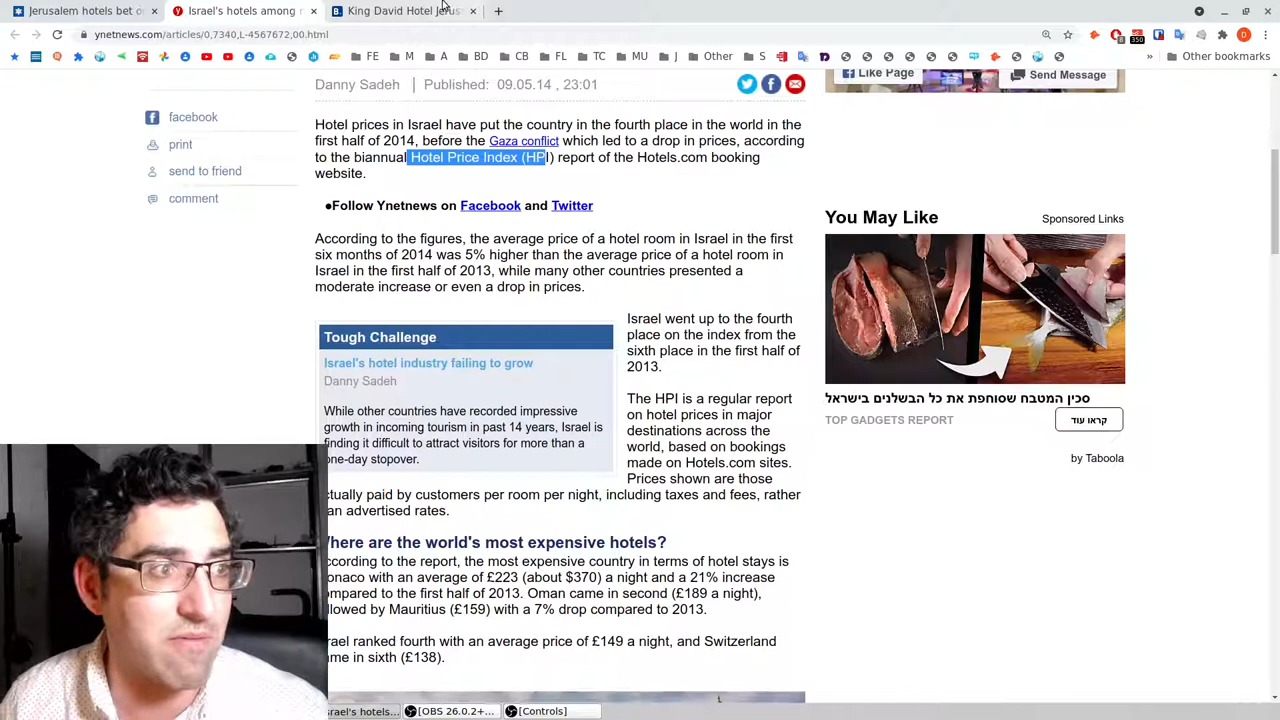 Jerusalem hotels bet o
Israel's hotels among
King David Hotel Jerus
ynetnews.com/articles/0,7340,L-4567672,00.html
FE
M
A
BD
CB
FL
TC
MU
J
Other
S
Other bookmarks
350
Danny Sadeh
Published: 09.05.14 , 23:01
Like Page
Send Message
facebook
print
send to friend
comment
Hotel prices in Israel have put the country in the fourth place in the world in the
first half of 2014, before the Gaza conflict which led to a drop in prices, according
to the biannual Hotel Price Index (HPI) report of the Hotels.com booking
website.
●Follow Ynetnews on Facebook and Twitter
According to the figures, the average price of a hotel room in Israel in the first
six months of 2014 was 5% higher than the average price of a hotel room in
Israel in the first half of 2013, while many other countries presented a
moderate increase or even a drop in prices.
Tough Challenge
Israel's hotel industry failing to grow
Danny Sadeh
While other countries have recorded impressive
growth in incoming tourism in past 14 years, Israel is
finding it difficult to attract visitors for more than a
one-day stopover.
Israel went up to the fourth
place on the index from the
sixth place in the first half of
2013.
The HPI is a regular report
on hotel prices in major
destinations across the
world, based on bookings
made on Hotels.com sites.
Prices shown are those
ctually paid by customers per room per night, including taxes and fees, rather
an advertised rates.
here are the world's most expensive hotels?
ccording to the report, the most expensive country in terms of hotel stays is
onaco with an average of £223 (about $370) a night and a 21% increase
ompared to the first half of 2013. Oman came in second (£189 a night),
llowed by Mauritius (£159) with a 7% drop compared to 2013.
rael ranked fourth with an average price of £149 a night, and Switzerland
me in sixth (£138).
You May Like
Sponsored Links
סכין המטבח שסוחפת את כל הבשלנים בישראל
TOP GADGETS REPORT
קראו עוד
by Taboola
srael's hotels...
[OBS 26.0.2+...
[Controls]